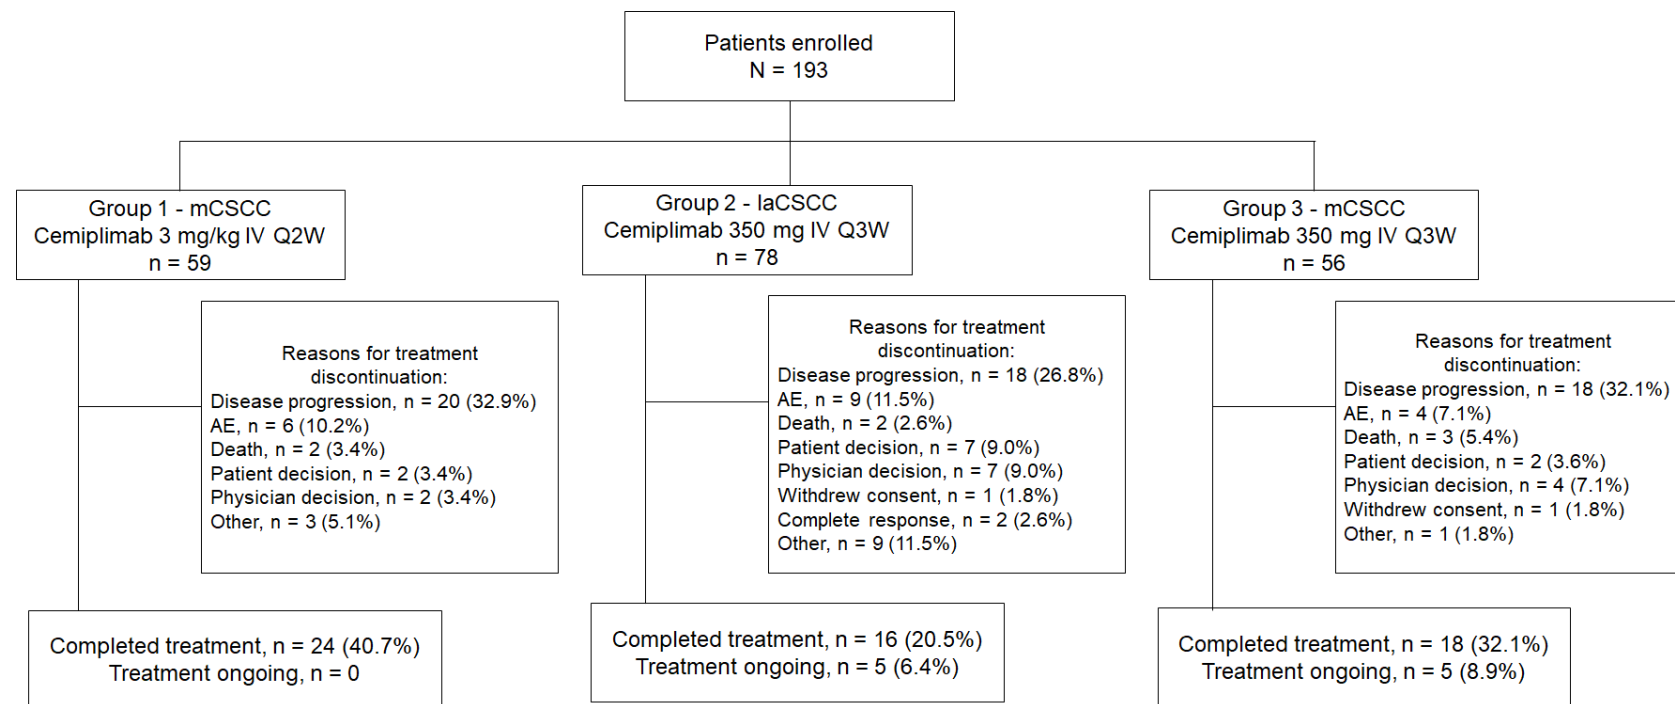 Patients enrolled
N = 193
Group 1 - mCSCC
Cemiplimab 3 mg/kg IV Q2W
n = 59
Group 2 - laCSCC
Cemiplimab 350 mg IV Q3W
n = 78
Group 3 - mCSCC
Cemiplimab 350 mg IV Q3W
n = 56
Reasons for treatment
discontinuation:
Disease progression, n = 20 (32.9%)
AE, n = 6 (10.2%)
Death, n = 2 (3.4%)
Patient decision, n = 2 (3.4%)
Physician decision, n = 2 (3.4%)
Other, n = 3 (5.1%)
Reasons for treatment
discontinuation:
Disease progression, n = 18 (26.8%)
AE, n = 9 (11.5%)
Death, n = 2 (2.6%)
Patient decision, n = 7 (9.0%)
Physician decision, n = 7 (9.0%)
Withdrew consent, n = 1 (1.8%)
Complete response, n = 2 (2.6%)
Other, n = 9 (11.5%)
Reasons for treatment
discontinuation:
Disease progression, n = 18 (32.1%)
AE, n = 4 (7.1%)
Death, n = 3 (5.4%)
Patient decision, n = 2 (3.6%)
Physician decision, n = 4 (7.1%)
Withdrew consent, n = 1 (1.8%)
Other, n = 1 (1.8%)
Completed treatment, n = 24 (40.7%)
Treatment ongoing, n = 0
Completed treatment, n = 16 (20.5%)
Treatment ongoing, n = 5 (6.4%)
Completed treatment, n = 18 (32.1%)
Treatment ongoing, n = 5 (8.9%)